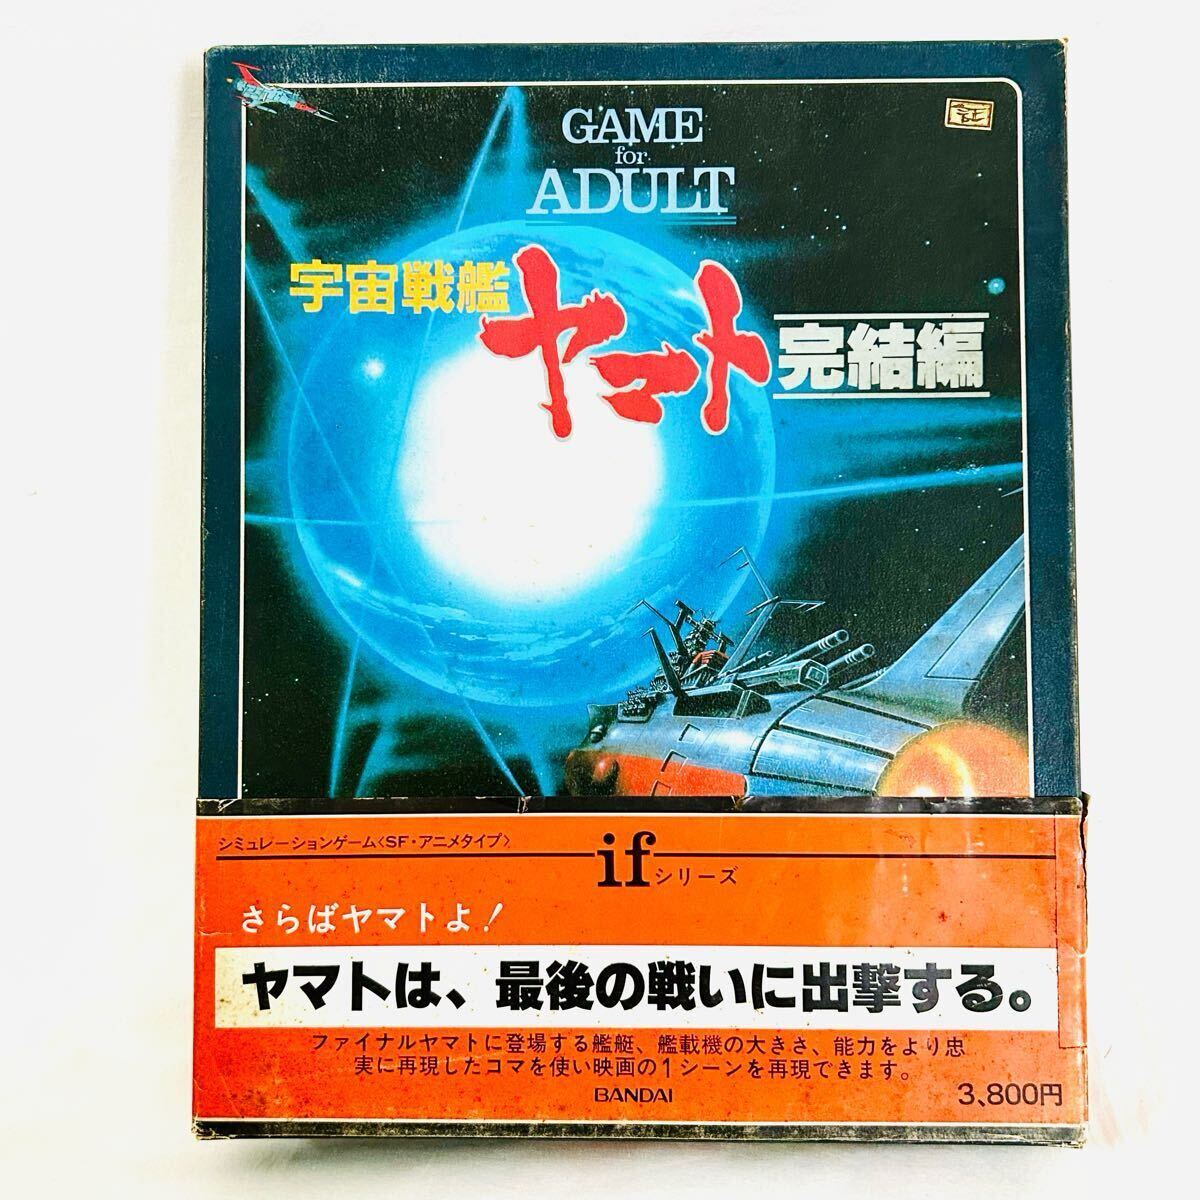 GAME
for
ADULT
宇宙戦艦
ヤマト
完結編
シミュレーションゲーム〈SF・アニメタイプ〉
ifシリーズ
さらばヤマトよ!
ヤマトは、最後の戦いに出撃する。
ファイナルヤマトに登場する艦艇、艦載機の大きさ、能力をより忠
実に再現したコマを使い映画の1シーンを再現できます。
BANDAI
3,800円